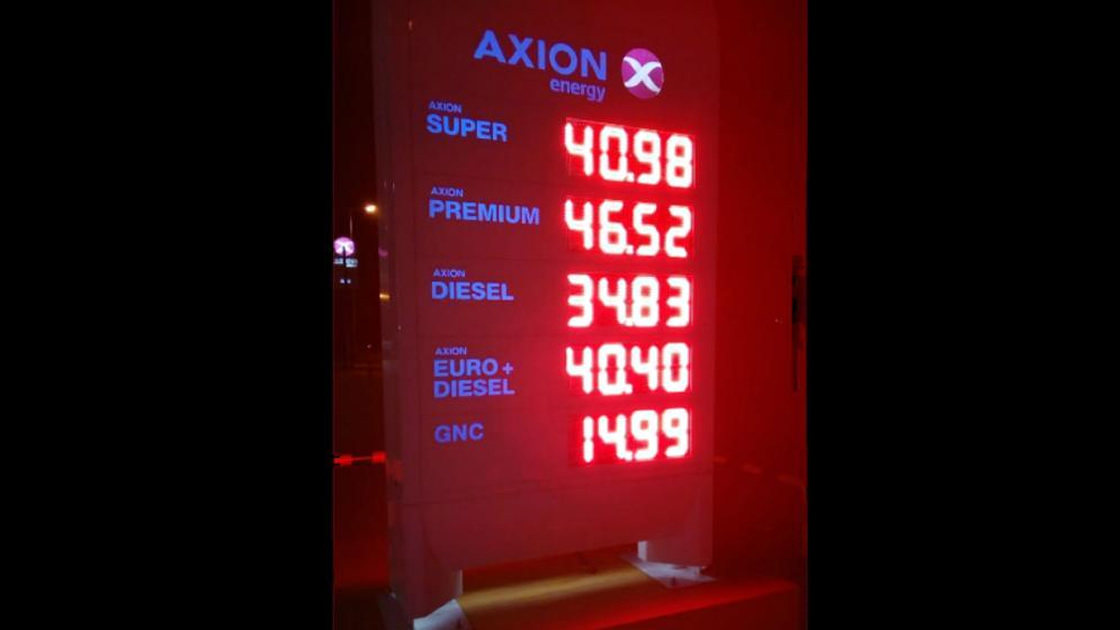 AXION
energy
AXION
SUPER 40.98
AXION
PREMIUM 46.52
AXION
DIESEL 34.83
AXION
EURO +
DIESEL 40.40
GNC 14.99